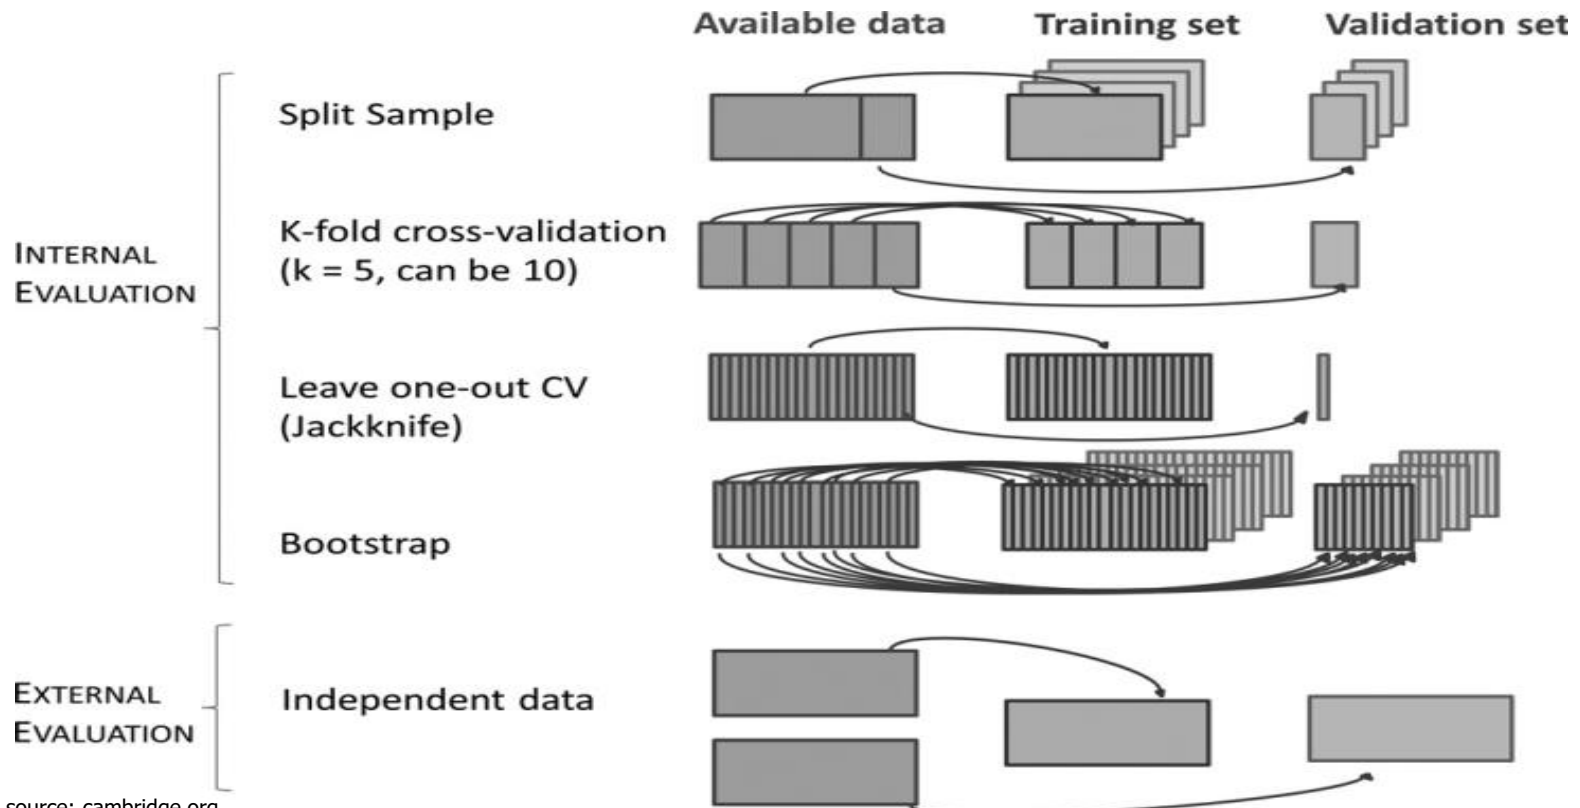 Available data
Training set
Validation set
Split Sample
K-fold cross-validation
(k = 5, can be 10)
INTERNAL
EVALUATION
Leave one-out CV
(Jackknife)
Bootstrap
EXTERNAL
EVALUATION
Independent data
source: cambridge.org